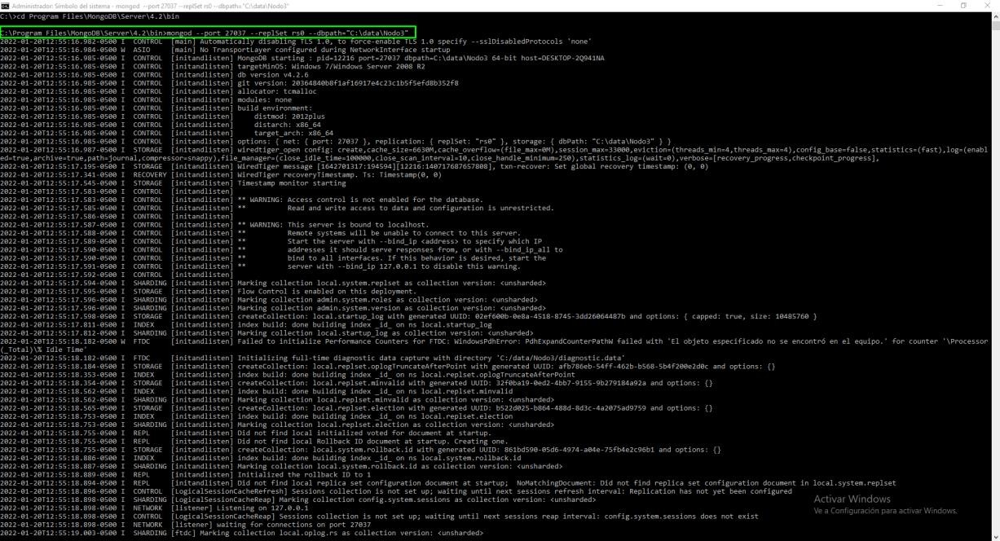 Administrador: Símbolo del sistema - mongod --port 27037 --replSet rs0 --dbpath="C:\data\Nodo3"
C:\>cd Program Files\MongoDB\Server\4.2\bin
C:\Program Files\MongoDB\Server\4.2\bin>mongod --port 27037 --replSet rs0 --dbpath="C:\data\Nodo3"
2022-01-20T12:55:16.982-0500 I  CONTROL  [main] Automatically disabling TLS 1.0, to force-enable TLS 1.0 specify --sslDisabledProtocols 'none'
2022-01-20T12:55:16.984-0500 W  ASIO     [main] No TransportLayer configured during NetworkInterface startup
2022-01-20T12:55:16.985-0500 I  CONTROL  [initandlisten] MongoDB starting : pid=12216 port=27037 dbpath=C:\data\Nodo3 64-bit host=DESKTOP-2Q941NA
2022-01-20T12:55:16.985-0500 I  CONTROL  [initandlisten] targetMinOS: Windows 7/Windows Server 2008 R2
2022-01-20T12:55:16.985-0500 I  CONTROL  [initandlisten] db version v4.2.6
2022-01-20T12:55:16.985-0500 I  CONTROL  [initandlisten] git version: 20364840b8f1af16917e4c23c1b5f5efd8b352f8
2022-01-20T12:55:16.985-0500 I  CONTROL  [initandlisten] allocator: tcmalloc
2022-01-20T12:55:16.985-0500 I  CONTROL  [initandlisten] modules: none
2022-01-20T12:55:16.985-0500 I  CONTROL  [initandlisten] build environment:
2022-01-20T12:55:16.985-0500 I  CONTROL  [initandlisten]     distmod: 2012plus
2022-01-20T12:55:16.985-0500 I  CONTROL  [initandlisten]     distarch: x86_64
2022-01-20T12:55:16.985-0500 I  CONTROL  [initandlisten]     target_arch: x86_64
2022-01-20T12:55:16.985-0500 I  CONTROL  [initandlisten] options: { net: { port: 27037 }, replication: { replSet: "rs0" }, storage: { dbPath: "C:\data\Nodo3" } }
2022-01-20T12:55:16.987-0500 I  STORAGE  [initandlisten] wiredtiger_open config: create,cache_size=6630M,cache_overflow=(file_max=0M),session_max=33000,eviction=(threads_min=4,threads_max=4),config_base=false,statistics=(fast),log=(enabl
ed=true,archive=true,path=journal,compressor=snappy),file_manager=(close_idle_time=100000,close_scan_interval=10,close_handle_minimum=250),statistics_log=(wait=0),verbose=[recovery_progress,checkpoint_progress],
2022-01-20T12:55:17.195-0500 I  STORAGE  [initandlisten] WiredTiger message [1642701317:194594][12216:140717687657808], txn-recover: Set global recovery timestamp: (0, 0)
2022-01-20T12:55:17.341-0500 I  RECOVERY [initandlisten] WiredTiger recoveryTimestamp. Ts: Timestamp(0, 0)
2022-01-20T12:55:17.545-0500 I  STORAGE  [initandlisten] Timestamp monitor starting
2022-01-20T12:55:17.583-0500 I  CONTROL  [initandlisten]
2022-01-20T12:55:17.583-0500 I  CONTROL  [initandlisten] ** WARNING: Access control is not enabled for the database.
2022-01-20T12:55:17.585-0500 I  CONTROL  [initandlisten] **          Read and write access to data and configuration is unrestricted.
2022-01-20T12:55:17.586-0500 I  CONTROL  [initandlisten]
2022-01-20T12:55:17.587-0500 I  CONTROL  [initandlisten] ** WARNING: This server is bound to localhost.
2022-01-20T12:55:17.588-0500 I  CONTROL  [initandlisten] **          Remote systems will be unable to connect to this server.
2022-01-20T12:55:17.589-0500 I  CONTROL  [initandlisten] **          Start the server with --bind_ip <address> to specify which IP
2022-01-20T12:55:17.590-0500 I  CONTROL  [initandlisten] **          addresses it should serve responses from, or with --bind_ip_all to
2022-01-20T12:55:17.590-0500 I  CONTROL  [initandlisten] **          bind to all interfaces. If this behavior is desired, start the
2022-01-20T12:55:17.591-0500 I  CONTROL  [initandlisten] **          server with --bind_ip 127.0.0.1 to disable this warning.
2022-01-20T12:55:17.592-0500 I  CONTROL  [initandlisten]
2022-01-20T12:55:17.594-0500 I  SHARDING [initandlisten] Marking collection local.system.replset as collection version: <unsharded>
2022-01-20T12:55:17.595-0500 I  STORAGE  [initandlisten] Flow Control is enabled on this deployment.
2022-01-20T12:55:17.596-0500 I  SHARDING [initandlisten] Marking collection admin.system.roles as collection version: <unsharded>
2022-01-20T12:55:17.596-0500 I  SHARDING [initandlisten] Marking collection admin.system.version as collection version: <unsharded>
2022-01-20T12:55:17.598-0500 I  STORAGE  [initandlisten] createCollection: local.startup_log with generated UUID: 02ef600b-0e8a-4518-8745-3dd26064487b and options: { capped: true, size: 10485760 }
2022-01-20T12:55:17.811-0500 I  INDEX    [initandlisten] index build: done building index _id_ on ns local.startup_log
2022-01-20T12:55:17.812-0500 I  SHARDING [initandlisten] Marking collection local.startup_log as collection version: <unsharded>
2022-01-20T12:55:18.182-0500 W  FTDC     [initandlisten] Failed to initialize Performance Counters for FTDC: WindowsPdhError: PdhExpandCounterPathW failed with 'El objeto especificado no se encontró en el equipo.' for counter '\Processor
(_Total)\% Idle Time'
2022-01-20T12:55:18.182-0500 I  FTDC     [initandlisten] Initializing full-time diagnostic data capture with directory 'C:/data/Nodo3/diagnostic.data'
2022-01-20T12:55:18.184-0500 I  STORAGE  [initandlisten] createCollection: local.replset.oplogTruncateAfterPoint with generated UUID: afb786eb-54ff-462b-b568-5b4f200e2d0c and options: {}
2022-01-20T12:55:18.353-0500 I  INDEX    [initandlisten] index build: done building index _id_ on ns local.replset.oplogTruncateAfterPoint
2022-01-20T12:55:18.354-0500 I  STORAGE  [initandlisten] createCollection: local.replset.minvalid with generated UUID: 32f0ba19-0ed2-4bb7-9155-9b279184a92a and options: {}
2022-01-20T12:55:18.562-0500 I  INDEX    [initandlisten] index build: done building index _id_ on ns local.replset.minvalid
2022-01-20T12:55:18.562-0500 I  SHARDING [initandlisten] Marking collection local.replset.minvalid as collection version: <unsharded>
2022-01-20T12:55:18.565-0500 I  STORAGE  [initandlisten] createCollection: local.replset.election with generated UUID: b522d025-b864-488d-8d3c-4a2075ad9759 and options: {}
2022-01-20T12:55:18.753-0500 I  INDEX    [initandlisten] index build: done building index _id_ on ns local.replset.election
2022-01-20T12:55:18.753-0500 I  SHARDING [initandlisten] Marking collection local.replset.election as collection version: <unsharded>
2022-01-20T12:55:18.755-0500 I  REPL     [initandlisten] Did not find local initialized voted for document at startup.
2022-01-20T12:55:18.755-0500 I  REPL     [initandlisten] Did not find local Rollback ID document at startup. Creating one.
2022-01-20T12:55:18.755-0500 I  STORAGE  [initandlisten] createCollection: local.system.rollback.id with generated UUID: 861bd590-05d6-4974-a04e-75fb4e2c96b1 and options: {}
2022-01-20T12:55:18.886-0500 I  INDEX    [initandlisten] index build: done building index _id_ on ns local.system.rollback.id
2022-01-20T12:55:18.887-0500 I  SHARDING [initandlisten] Marking collection local.system.rollback.id as collection version: <unsharded>
2022-01-20T12:55:18.889-0500 I  REPL     [initandlisten] Initialized the rollback ID to 1
2022-01-20T12:55:18.894-0500 I  REPL     [initandlisten] Did not find local replica set configuration document at startup;  NoMatchingDocument: Did not find replica set configuration document in local.system.replset
2022-01-20T12:55:18.896-0500 I  CONTROL  [LogicalSessionCacheRefresh] Sessions collection is not set up; waiting until next sessions refresh interval: Replication has not yet been configured
2022-01-20T12:55:18.898-0500 I  SHARDING [LogicalSessionCacheReap] Marking collection config.system.sessions as collection version: <unsharded>
2022-01-20T12:55:18.898-0500 I  NETWORK  [listener] Listening on 127.0.0.1
2022-01-20T12:55:18.898-0500 I  CONTROL  [LogicalSessionCacheReap] Sessions collection is not set up; waiting until next sessions reap interval: config.system.sessions does not exist
2022-01-20T12:55:18.898-0500 I  NETWORK  [listener] waiting for connections on port 27037
2022-01-20T12:55:19.003-0500 I  SHARDING [ftdc] Marking collection local.oplog.rs as collection version: <unsharded>
Activar Windows
Ve a Configuración para activar Windows.